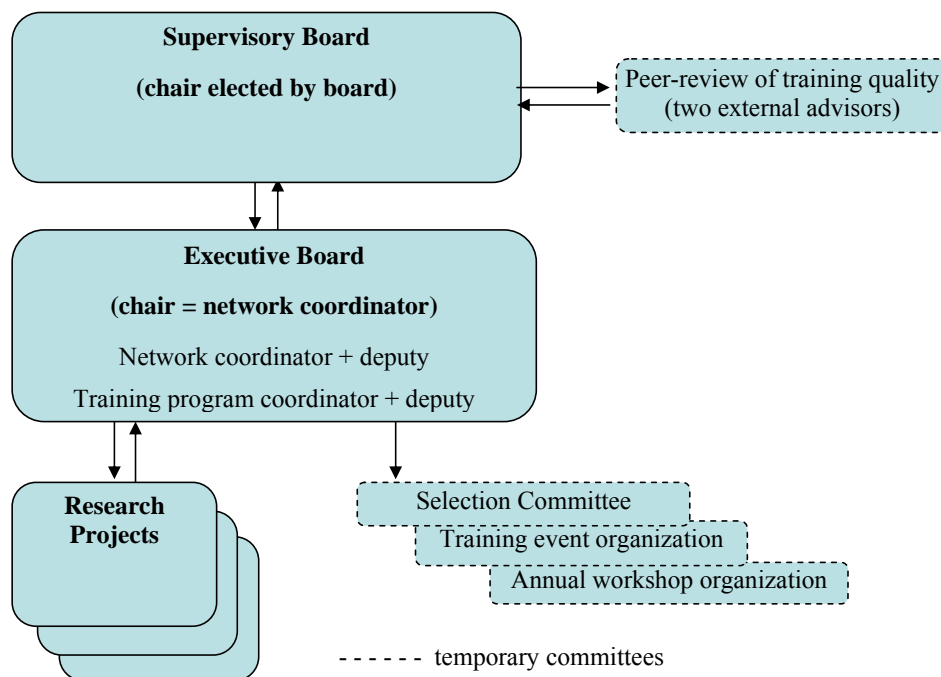 Supervisory Board
(chair elected by board)
Peer-review of training quality
(two external advisors)
Executive Board
(chair = network coordinator)
Network coordinator + deputy
Training program coordinator + deputy
Research
Projects
Selection Committee
Training event organization
Annual workshop organization
temporary committees